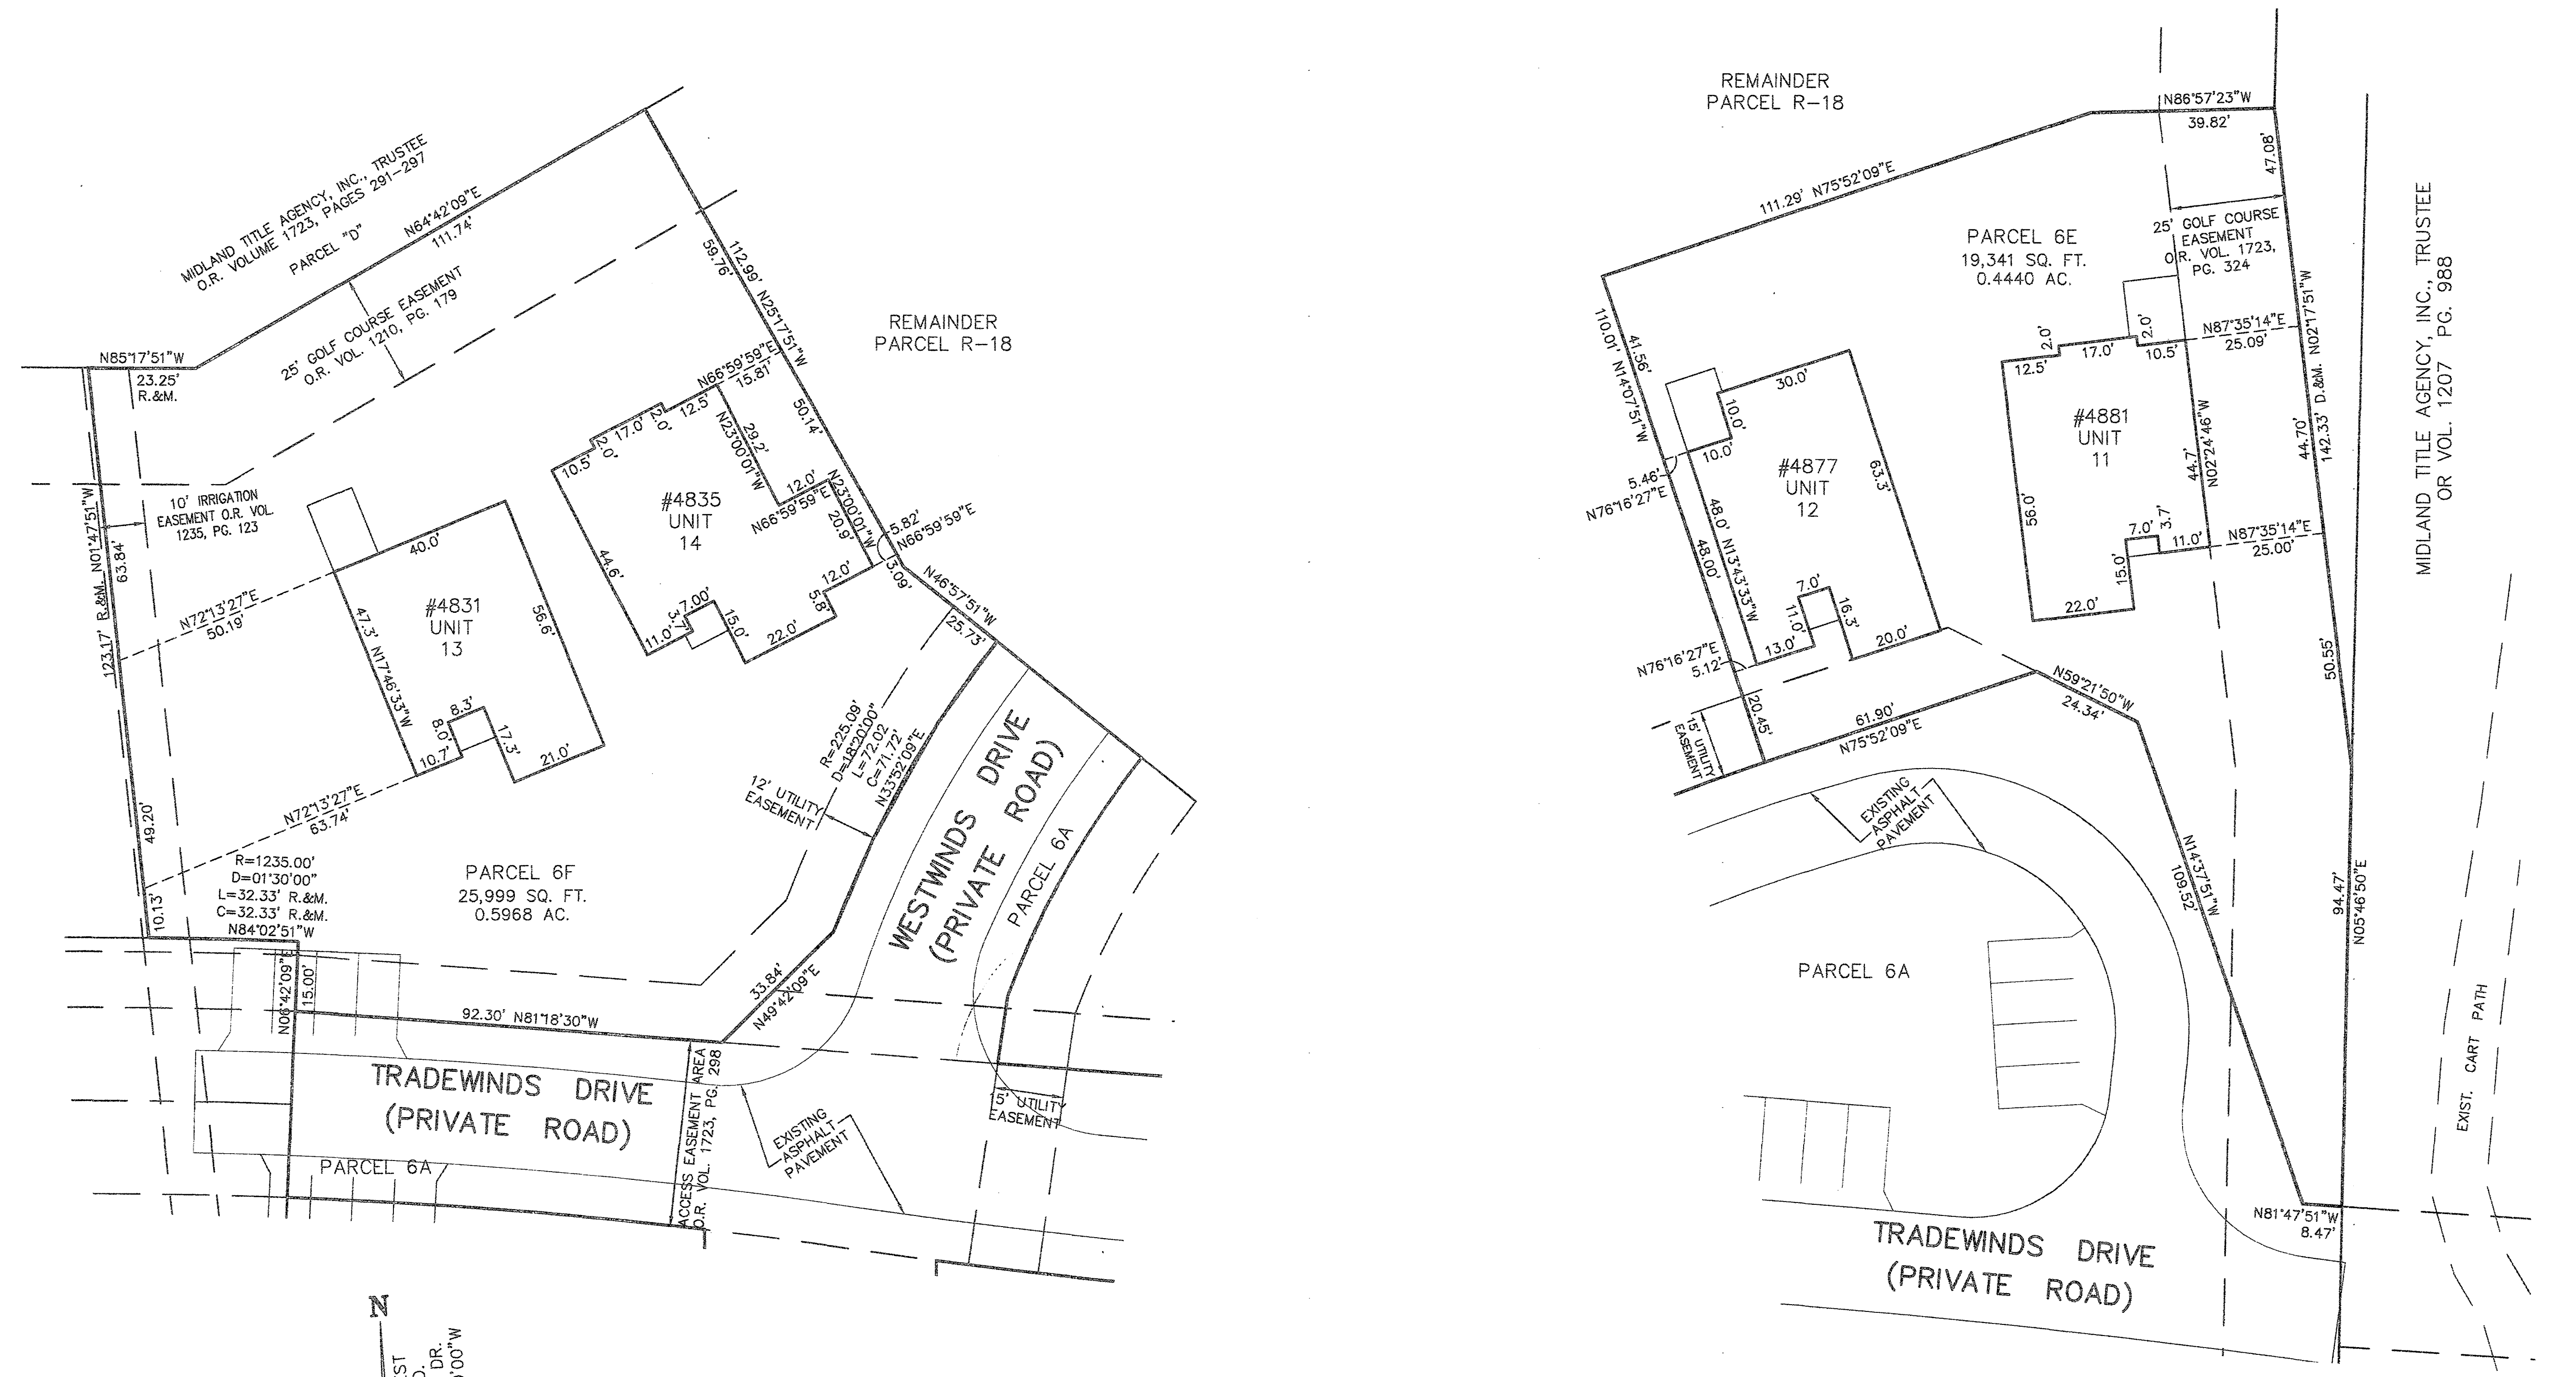 MIDLAND TITLE AGENCY, INC., TRUSTEE
O.R. VOLUME 1723, PAGES 291-297
PARCEL "D"
N64°42'09"E
111.74'
25' GOLF COURSE EASEMENT
O.R. VOL. 1210, PG. 179
N85°17'51"W
23.25'
R.&M.
10' IRRIGATION
EASEMENT O.R. VOL.
1235, PG. 123
123.17' R.&M. N01°47'51"W
63.84'
49.20'
10.13'
N72°13'27"E
50.19'
N72°13'27"E
63.74'
40.0'
47.3' N17°46'33"W
56.6'
#4831
UNIT
13
8.3'
8.0'
10.7'
17.3'
21.0'
112.99' N25°17'51"W
59.76'
50.14'
3.09'
REMAINDER
PARCEL R-18
N66°59'59"E
15.81'
12.5'
2.0'
17.0'
2.0'
10.5'
29.2'
N23°00'01"W
12.0'
N66°59'59"E
N23°00'01"W
20.9'
5.82'
N66°59'59"E
#4835
UNIT
14
44.6'
11.0'
3.7'
7.00'
15.0'
22.0'
5.8'
12.0'
N46°57'51"W
25.73'
R=225.09'
D=18°20'00"
L=72.02
C=71.72'
N33°52'09"E
12' UTILITY
EASEMENT
WESTWINDS DRIVE
(PRIVATE ROAD)
PARCEL 6A
R=1235.00'
D=01°30'00"
L=32.33' R.&M.
C=32.33' R.&M.
N84°02'51"W
PARCEL 6F
25,999 SQ. FT.
0.5968 AC.
N06°42'09"E
15.00'
92.30' N81°18'30"W
33.84'
N49°42'09"E
TRADEWINDS DRIVE
(PRIVATE ROAD)
PARCEL 6A
ACCESS EASEMENT AREA
O.R. VOL. 1723, PG. 298
EXISTING
ASPHALT
PAVEMENT
15' UTILITY
EASEMENT
N
DR.
REMAINDER
PARCEL R-18
N86°57'23"W
39.82'
111.29' N75°52'09"E
47.08'
25' GOLF COURSE
EASEMENT
O.R. VOL. 1723,
PG. 324
PARCEL 6E
19,341 SQ. FT.
0.4440 AC.
110.01' N14°07'51"W
41.56'
48.00'
20.45'
5.46'
N76°16'27"E
N76°16'27"E
5.12'
30.0'
10.0'
10.0'
48.0' N13°43'33"W
63.3'
#4877
UNIT
12
7.0'
11.0'
13.0'
16.3'
20.0'
12.5'
2.0'
17.0'
2.0'
10.5'
N87°35'14"E
25.09'
#4881
UNIT
11
56.0'
44.7'
N02°24'46"W
44.70'
142.33' D.&M. N02°17'51"W
7.0'
3.7'
11.0'
15.0'
22.0'
N87°35'14"E
25.00'
50.55'
MIDLAND TITLE AGENCY, INC., TRUSTEE
OR VOL. 1207 PG. 988
15' UTILITY
EASEMENT
61.90'
N75°52'09"E
N59°21'50"W
24.34'
EXISTING
ASPHALT
PAVEMENT
N14°37'51"W
109.52'
94.47'
N05°46'50"E
PARCEL 6A
EXIST. CART PATH
N81°47'51"W
8.47'
TRADEWINDS DRIVE
(PRIVATE ROAD)